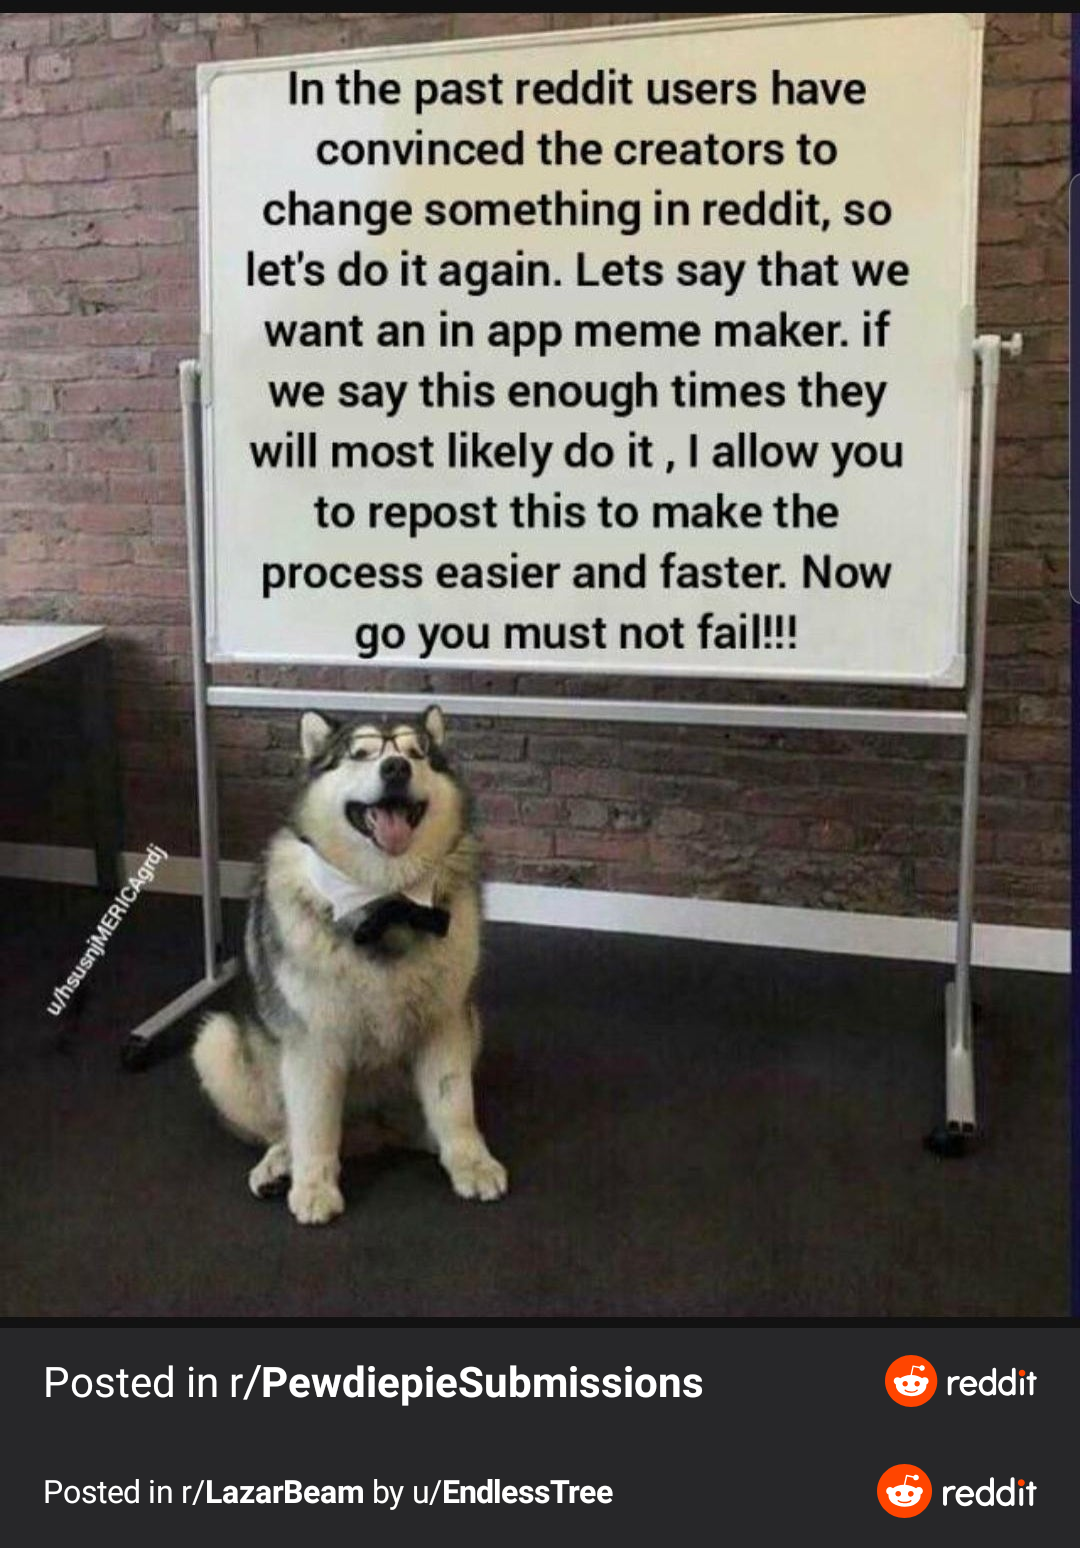 In the past reddit users have
convinced the creators to
change something in reddit, so
let's do it again. Lets say that we
want an in app meme maker. if
we say this enough times they
will most likely do it , I allow you
to repost this to make the
process easier and faster. Now
go you must not fail!!!
u/hsusnjMERICAgrdj
Posted in r/PewdiepieSubmissions
reddit
Posted in r/LazarBeam by u/EndlessTree
reddit